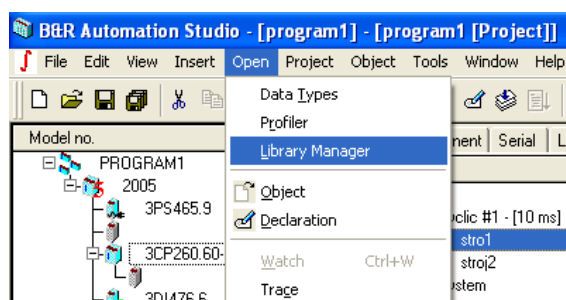 B&R Automation Studio - [program1] - [program1 [Project]]
File Edit View Insert Open Project Object Tools Window Help
Data Types
Profiler
Library Manager
Object
Declaration
Watch Ctrl+W
Trace
Model no.
PROGRAM1
2005
3PS465.9
3CP260.60-
3DI476.6
nent Serial L
yclic #1 - [10 ms]
stro1
stroj2
ystem